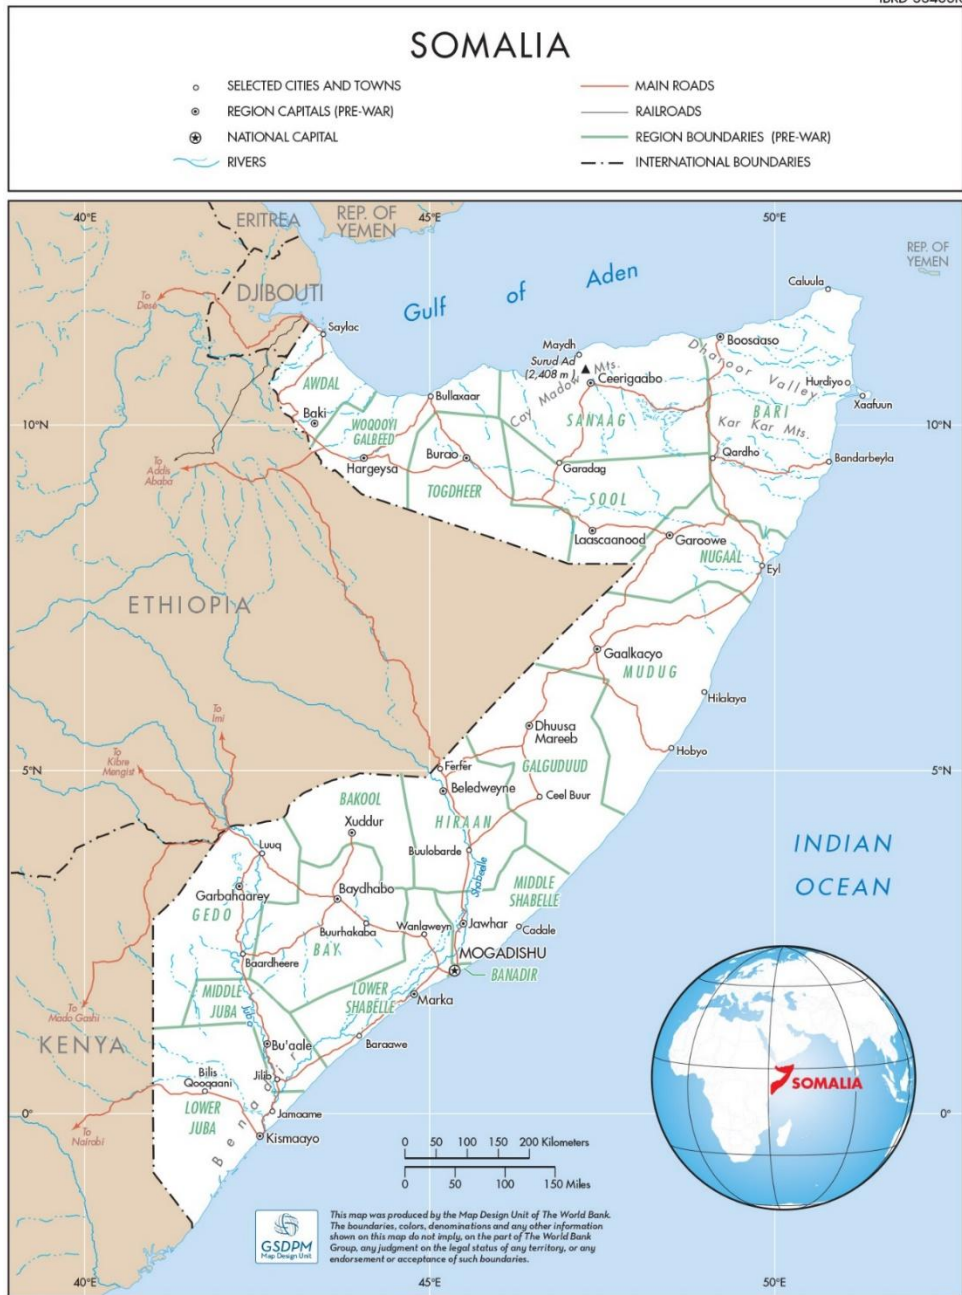 SOMALIA
SELECTED CITIES AND TOWNS
REGION CAPITALS (PRE-WAR)
NATIONAL CAPITAL
RIVERS
MAIN ROADS
RAILROADS
REGION BOUNDARIES (PRE-WAR)
INTERNATIONAL BOUNDARIES
40°E
45°E
50°E
ERITREA
REP. OF
YEMEN
REP. OF
YEMEN
To
Dese
DJIBOUTI
Gulf of Aden
Caluula
Saylac
Maydh
Surud Ad
(2,408 m)
Boosaaso
Dharoor Valley
Hurdiyo
Xaafuun
AWDAL
Ceerigaabo
Cay Madow Mts.
Bullaxaar
Baki
WOQOOYI
GALBEED
SANAAG
BARI
Kar Kar Mts.
10°N
10°N
To
Addis
Ababa
Hargeysa
Burao
Garadag
Qardho
Bandarbeyla
TOGDHEER
SOOL
Laascaanood
Garoowe
NUGAAL
Eyl
ETHIOPIA
Gaalkacyo
MUDUG
Hilalaya
To
Imi
Dhuusa
Mareeb
Hobyo
To
Kibre
Mengist
5°N
5°N
Ferfer
GALGUDUUD
Beledweyne
Ceel Buur
BAKOOL
HIRAAN
Xuddur
Buulobarde
Luuq
Shabeelle
INDIAN
OCEAN
MIDDLE
SHABELLE
Garbahaarey
Baydhabo
GEDO
Buurhakaba
Wanlaweyn
Jawhar
Cadale
BAY
MOGADISHU
BANADIR
Baardheere
LOWER
SHABELLE
MIDDLE
JUBA
Marka
To
Mado Gashi
KENYA
Bu'aale
Baraawe
Bilis
Qooqaani
Jilib
LOWER
JUBA
Jamaame
Benadir
0°
0°
To
Nairobi
Kismaayo
SOMALIA
0 50 100 150 200 Kilometers
0 50 100 150 Miles
GSDPM
Map Design Unit
This map was produced by the Map Design Unit of The World Bank.
The boundaries, colors, denominations and any other information
shown on this map do not imply, on the part of The World Bank
Group, any judgment on the legal status of any territory, or any
endorsement or acceptance of such boundaries.
40°E
45°E
50°E